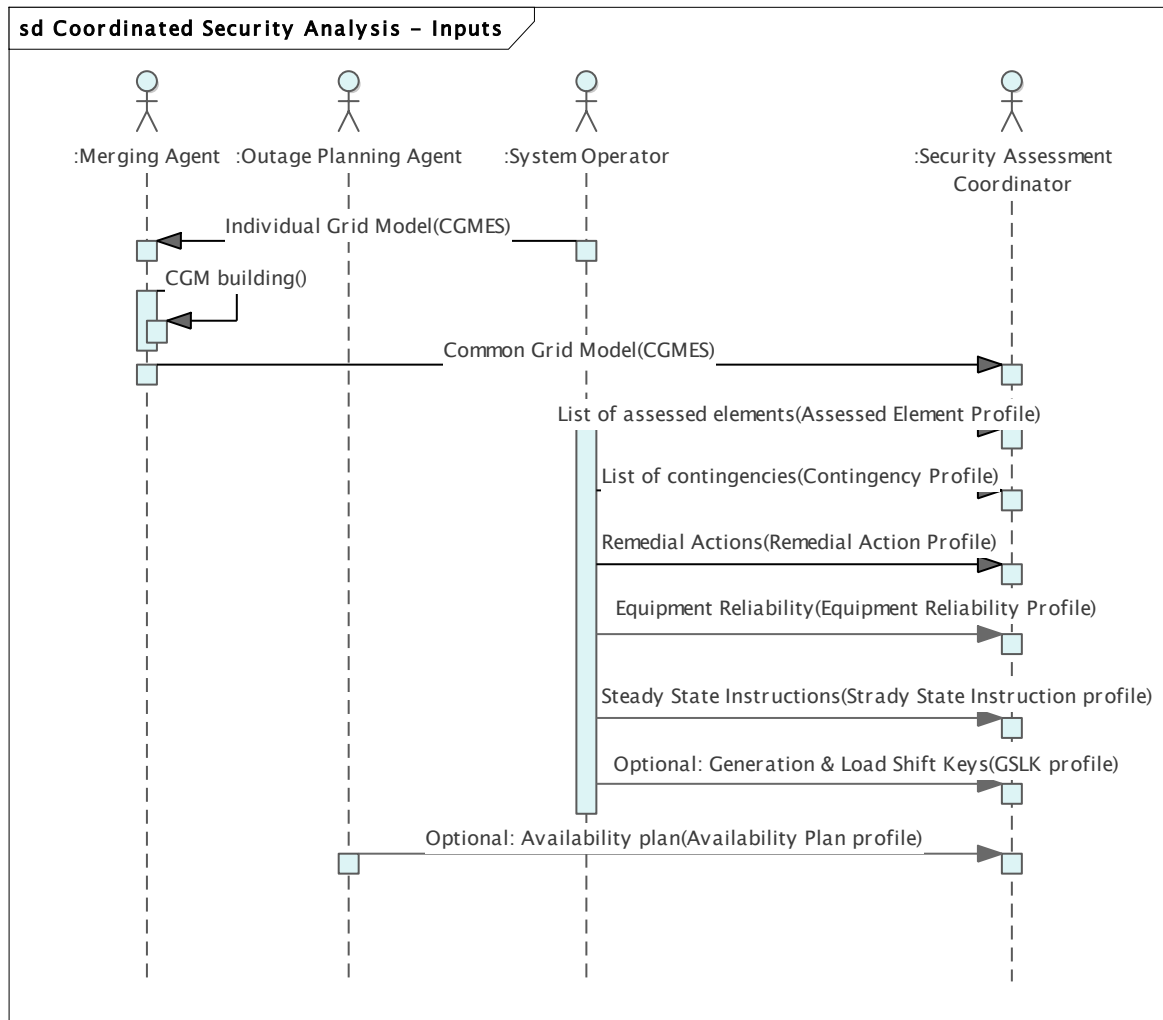 sd Coordinated Security Analysis - Inputs
:Merging Agent
:Outage Planning Agent
:System Operator
:Security Assessment
Coordinator
Individual Grid Model(CGMES)
CGM building()
Common Grid Model(CGMES)
List of assessed elements(Assessed Element Profile)
List of contingencies(Contingency Profile)
Remedial Actions(Remedial Action Profile)
Equipment Reliability(Equipment Reliability Profile)
Steady State Instructions(Strady State Instruction profile)
Optional: Generation & Load Shift Keys(GSLK profile)
Optional: Availability plan(Availability Plan profile)